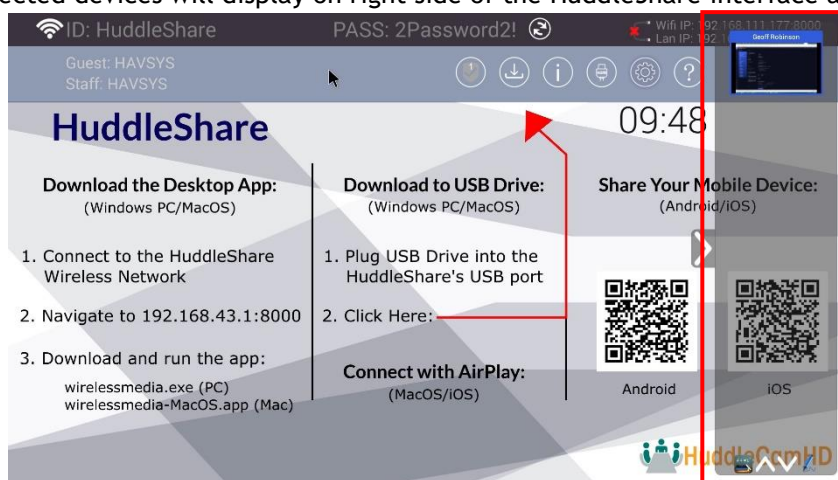 ected devices will display on right side of the HuddleShare interface a
ID: HuddleShare
PASS: 2Password2!
Wifi IP: 192.168.111.177:8000
Lan IP: 192.1
Geoff Robinson
Guest: HAVSYS
Staff: HAVSYS
HuddleShare
09:48
Download the Desktop App:
(Windows PC/MacOS)
1. Connect to the HuddleShare
Wireless Network
2. Navigate to 192.168.43.1:8000
3. Download and run the app:
wirelessmedia.exe (PC)
wirelessmedia-MacOS.app (Mac)
Download to USB Drive:
(Windows PC/MacOS)
1. Plug USB Drive into the
HuddleShare's USB port
2. Click Here:
Connect with AirPlay:
(MacOS/iOS)
Share Your Mobile Device:
(Android/iOS)
Android
iOS
HuddleCamHD